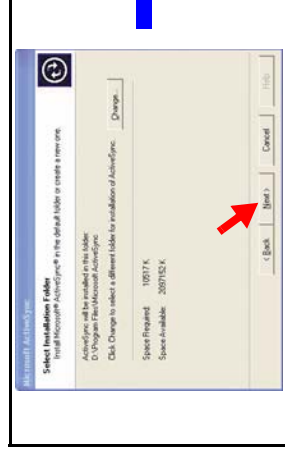 Microsoft ActiveSync
Select Installation Folder
Install Microsoft® ActiveSync® in the default folder or create a new one.
ActiveSync will be installed in this folder:
D:\Program Files\Microsoft ActiveSync
Click Change to select a different folder for installation of ActiveSync.
Change...
Space Required: 10517 K
Space Available: 2097152 K
< Back
Next >
Cancel
Help